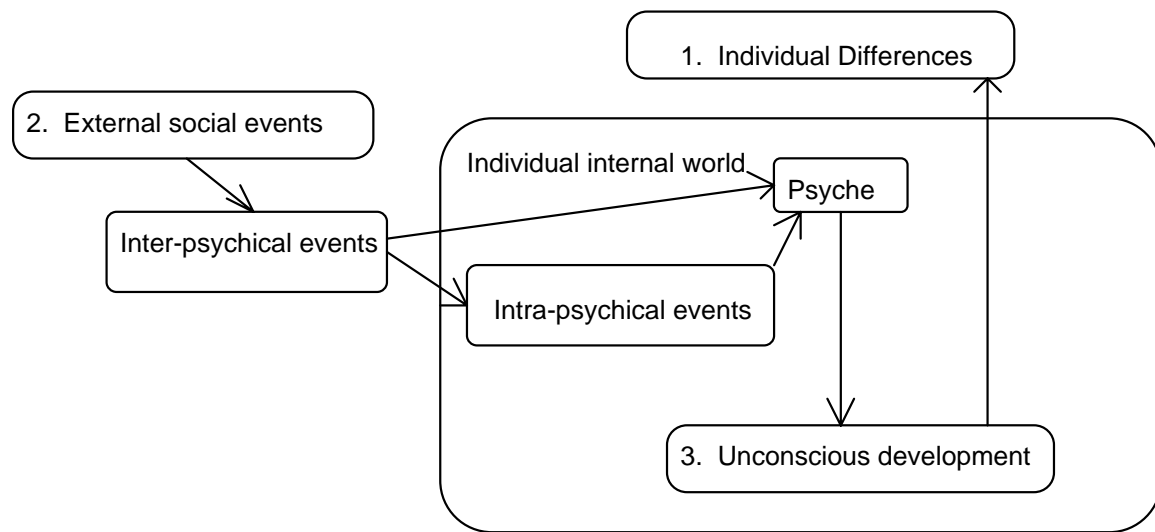 1. Individual Differences
2. External social events
Individual internal world
Psyche
Inter-psychical events
Intra-psychical events
3. Unconscious development